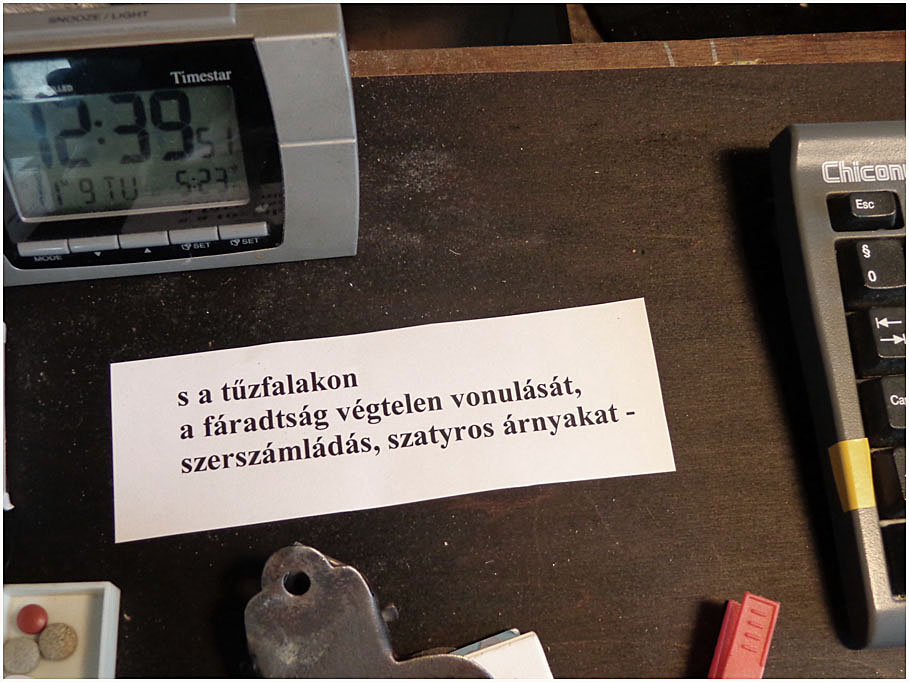 SNOOZE / LIGHT
Timestar
12:39 51
11 9 TU 5:23
MODE
SET
SET
s a tűzfalakon
a fáradtság végtelen vonulását,
szerszámládás, szatyros árnyakat -
Esc
§
0